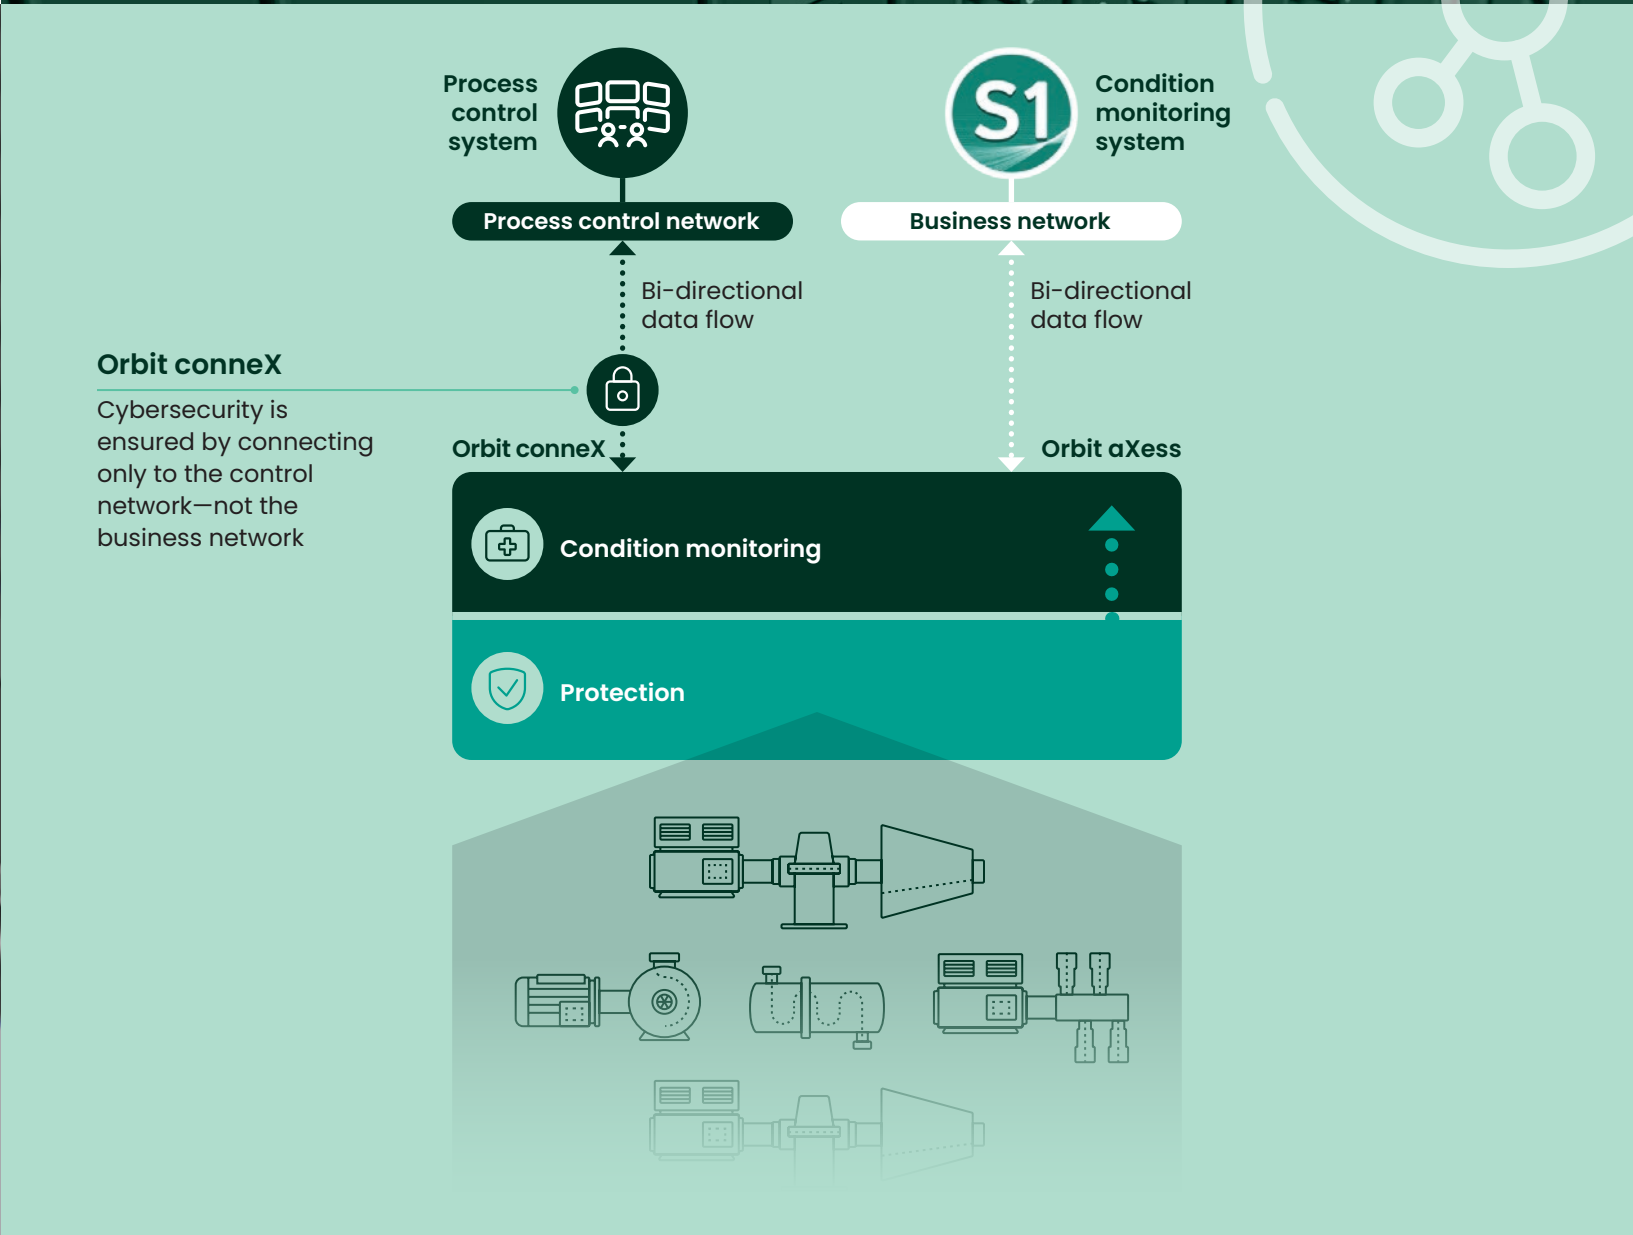 Process
control
system
S1
Condition
monitoring
system
Process control network
Business network
Bi-directional
data flow
Bi-directional
data flow
Orbit conneX
Cybersecurity is
ensured by connecting
only to the control
network—not the
business network
Orbit conneX
Orbit aXess
Condition monitoring
Protection